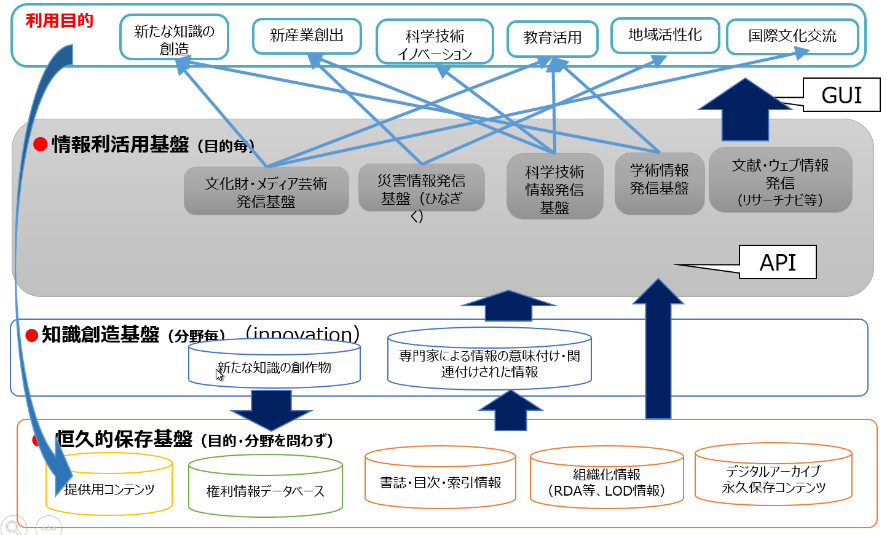 利用目的
新たな知識の
創造
新産業創出
科学技術
イノベーション
教育活用
地域活性化
国際文化交流
GUI
情報利活用基盤（目的毎）
文化財・メディア芸術
発信基盤
災害情報発信
基盤（ひなぎ
く）
科学技術
情報発信
基盤
学術情報
発信基盤
文献・ウェブ情報
発信
（リサーチナビ等）
API
知識創造基盤（分野毎）（innovation）
新たな知識の創作物
専門家による情報の意味付け・関
連付けされた情報
恒久的保存基盤（目的・分野を問わず）
提供用コンテンツ
権利情報データベース
書誌・目次・索引情報
組織化情報
（RDA等、LOD情報）
デジタルアーカイブ
永久保存コンテンツ